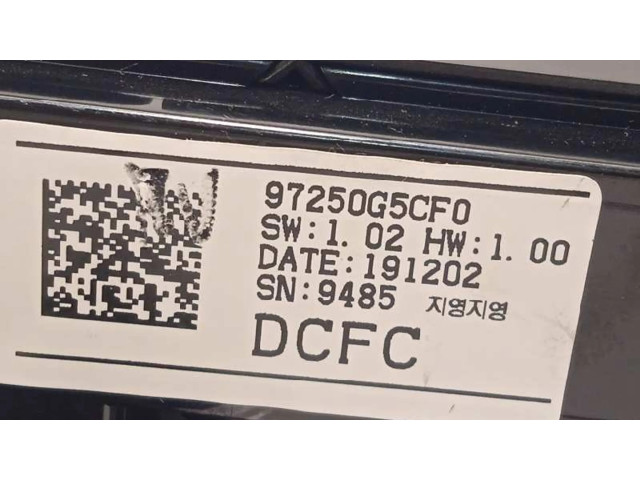 97250G5CF0
SW:1. 02 HW:1. 00
DATE:191202
SN:9485 지영지영
DCFC